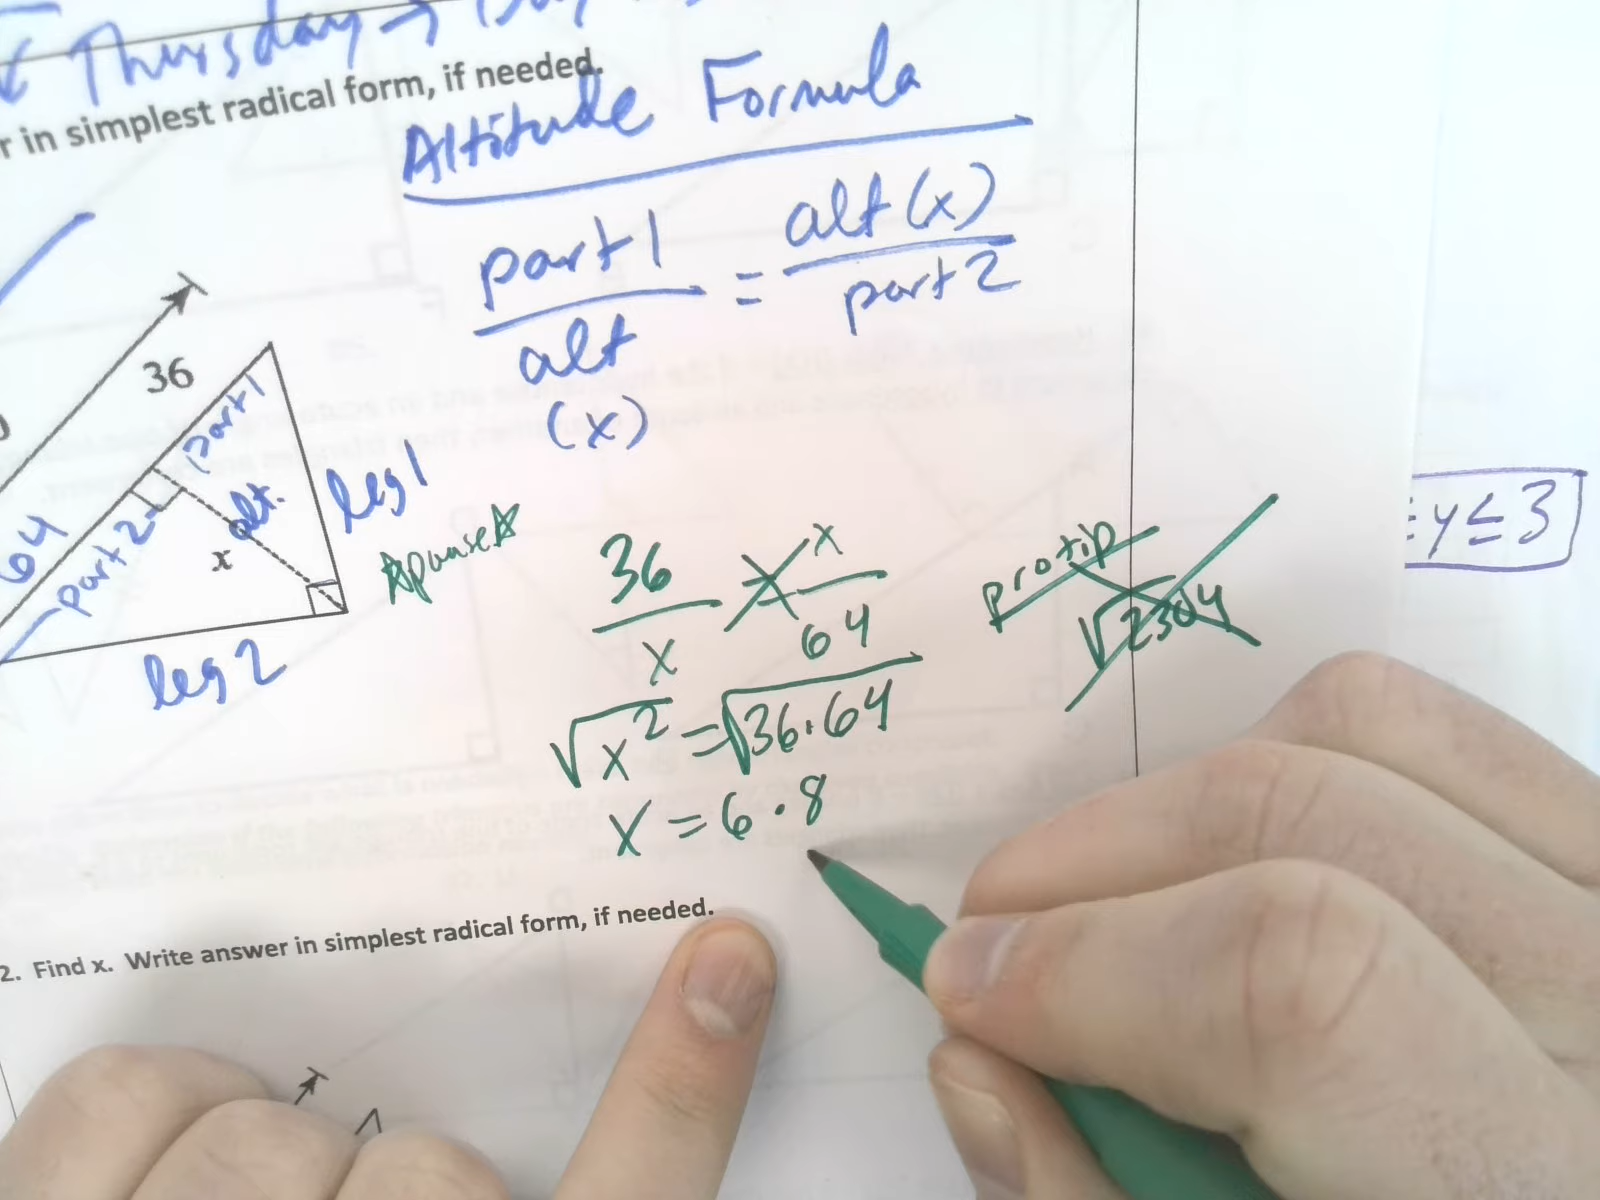 Thursday →
r in simplest radical form, if needed.
Altitude Formula
part 1 / alt (x) = alt (x) / part 2
36
part 1
64
part 2
alt.
x
leg 1
leg 2
☆pause☆
36 / x = x / 64
√x² = √36·64
x = 6·8
protip
√2304
y ≤ 3
2. Find x. Write answer in simplest radical form, if needed.